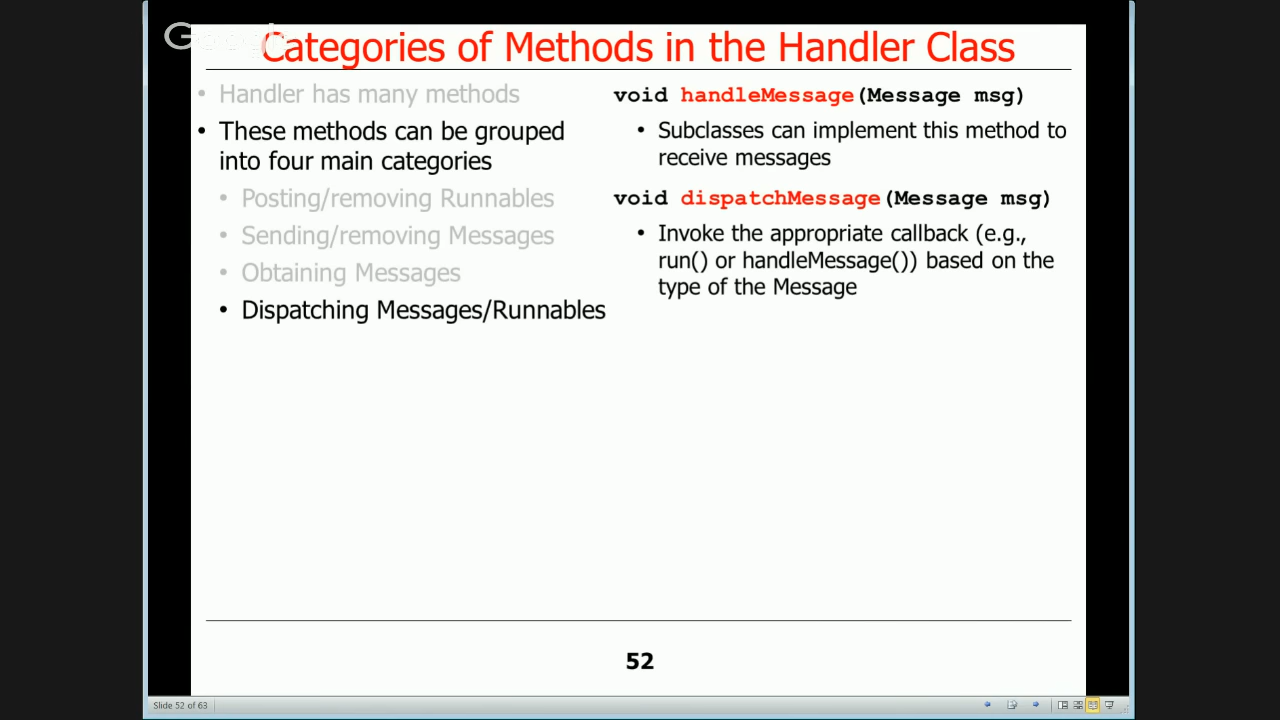 Google
Categories of Methods in the Handler Class
• Handler has many methods
• These methods can be grouped
into four main categories
• Posting/removing Runnables
• Sending/removing Messages
• Obtaining Messages
• Dispatching Messages/Runnables
void handleMessage(Message msg)
• Subclasses can implement this method to
receive messages
void dispatchMessage(Message msg)
• Invoke the appropriate callback (e.g.,
run() or handleMessage()) based on the
type of the Message
52
Slide 52 of 63